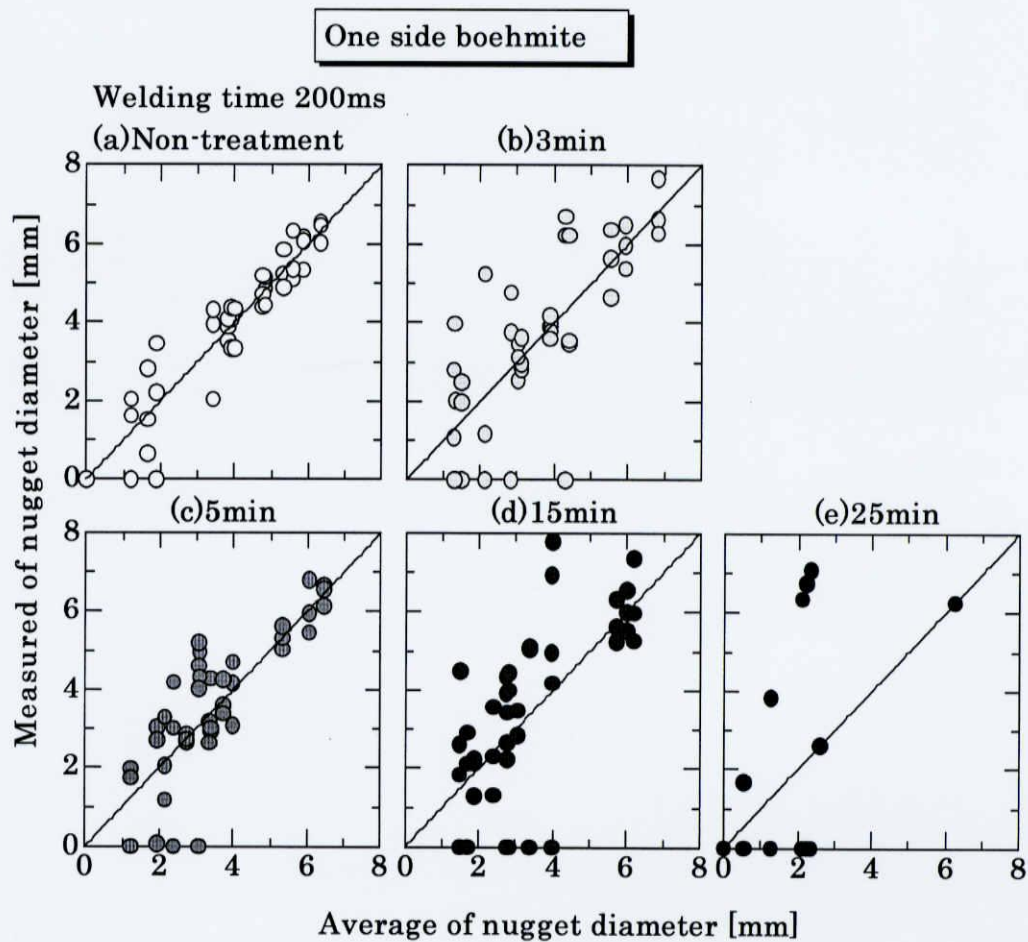 One side boehmite
Welding time 200ms
(a)Non-treatment
(b)3min
8
6
4
2
0
(c)5min
(d)15min
(e)25min
8
6
4
2
0
0 2 4 6 8
0 2 4 6 8
0 2 4 6 8
Measured of nugget diameter [mm]
Average of nugget diameter [mm]